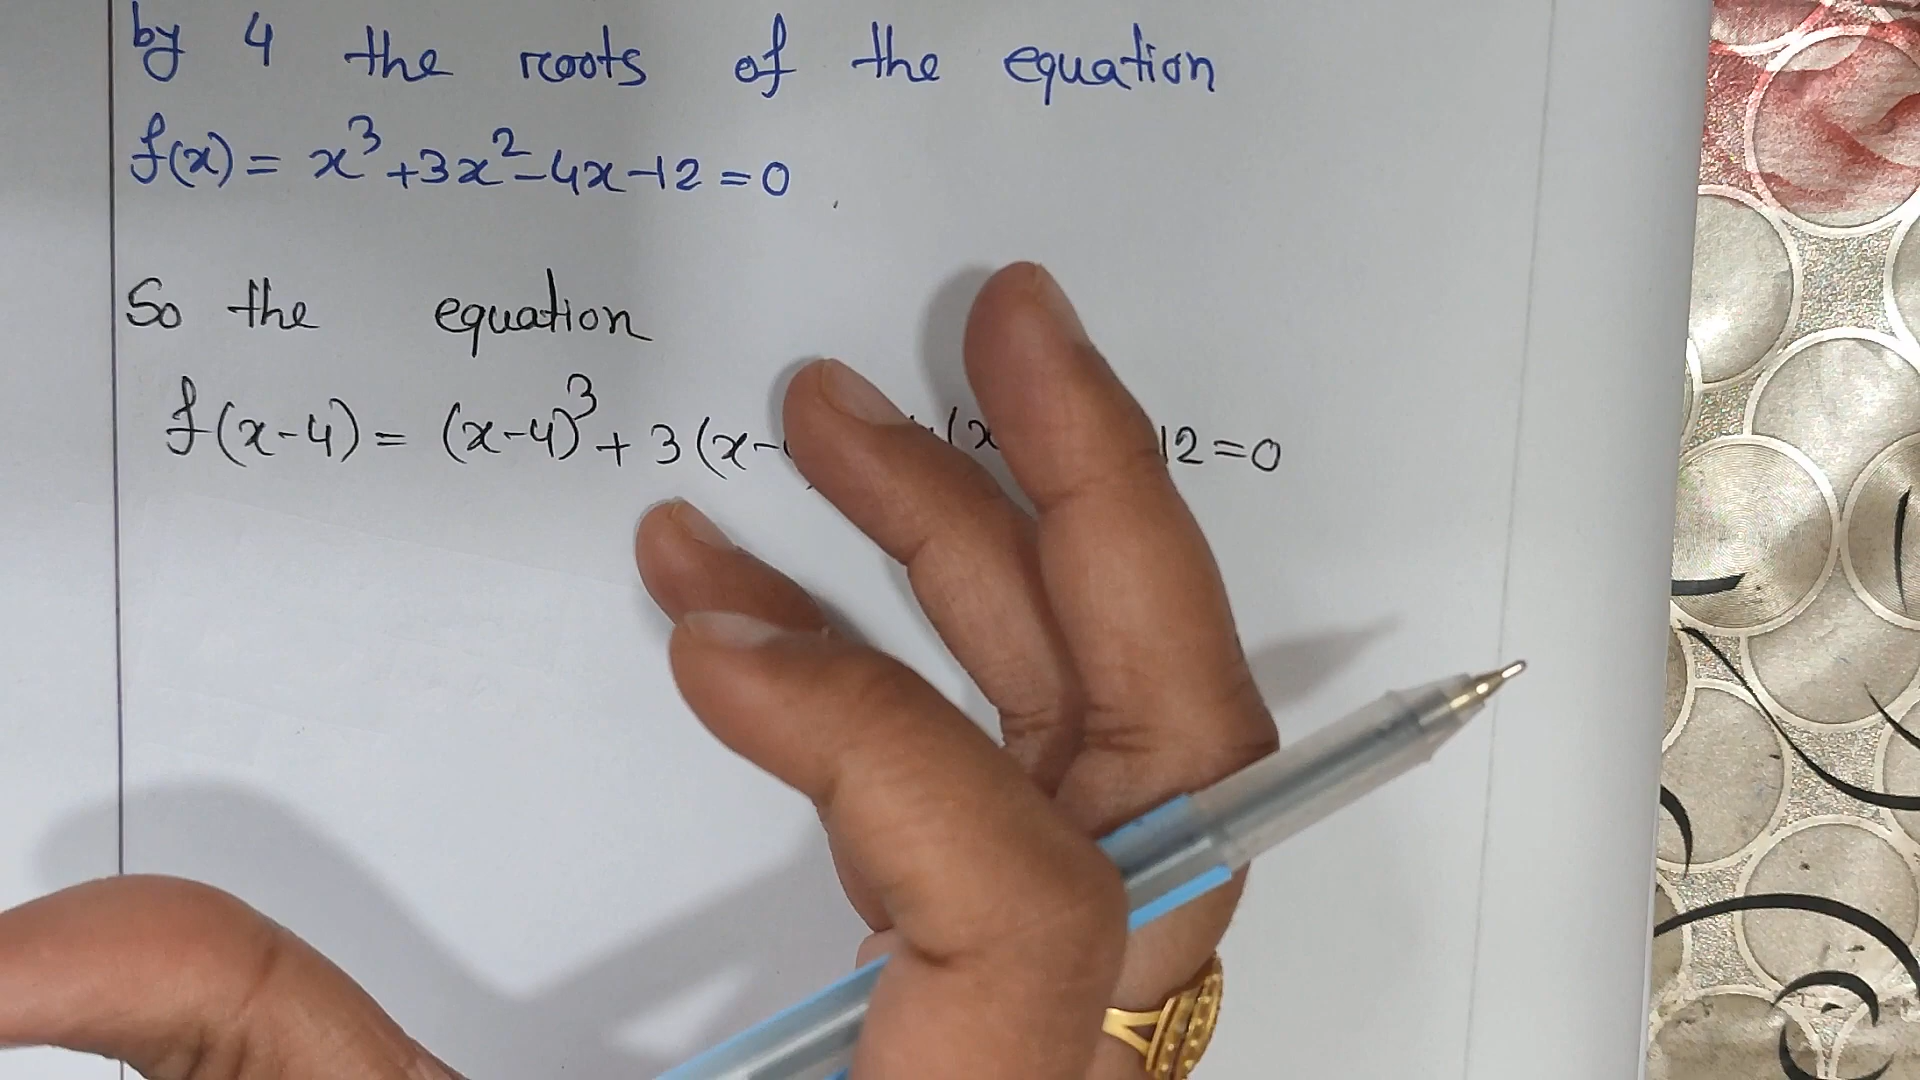 by 4 the roots of the equation
f(x) = x³+3x²-4x-12=0
So the equation
f(x-4) = (x-4)³+ 3(x- (x 12=0